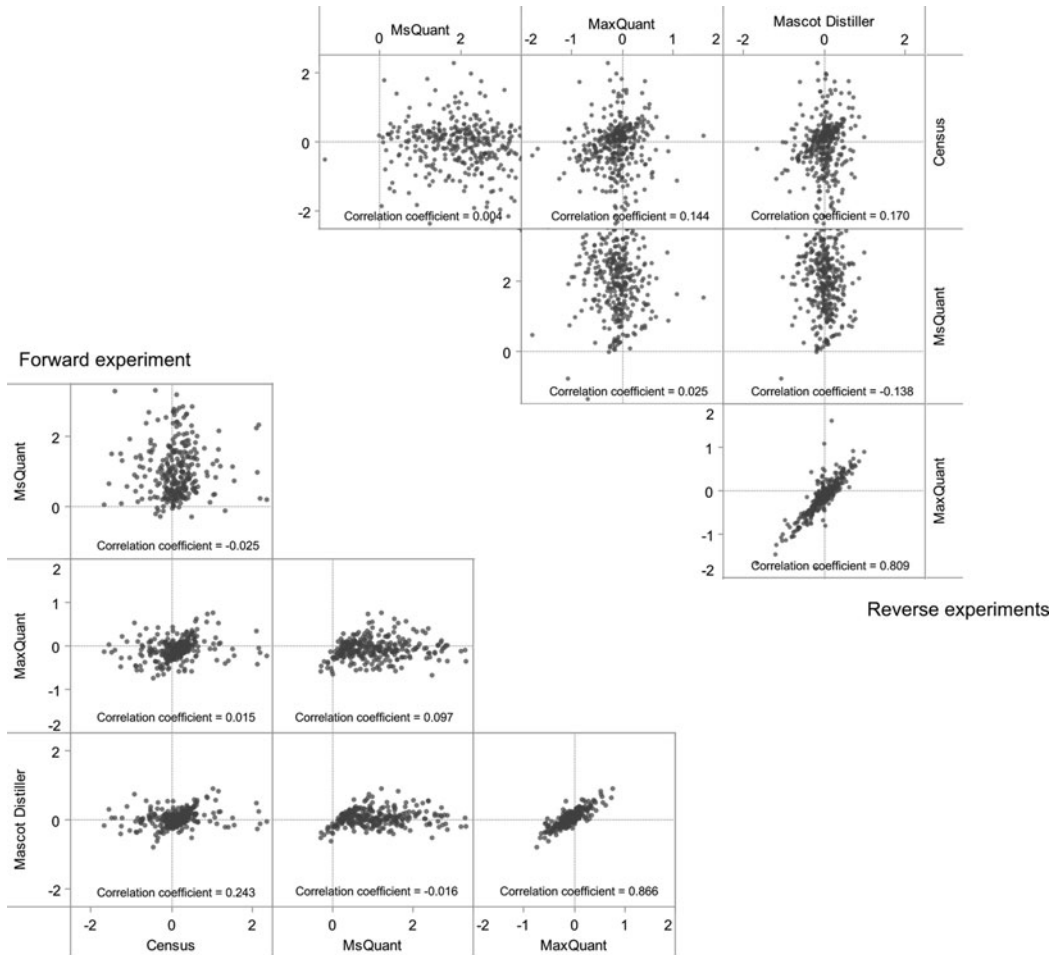 MsQuant MaxQuant Mascot Distiller
0 2 -2 -1 0 1 2 -2 0 2
2
0
-2
Census
Correlation coefficient = 0.004 Correlation coefficient = 0.144 Correlation coefficient = 0.170
2
0
MsQuant
Correlation coefficient = 0.025 Correlation coefficient = -0.138
2
1
0
-1
-2
MaxQuant
Correlation coefficient = 0.809
Reverse experiments
Forward experiment
MsQuant
2
0
Correlation coefficient = -0.025
MaxQuant
2
1
0
-1
-2
Correlation coefficient = 0.015 Correlation coefficient = 0.097
Mascot Distiller
2
0
-2
Correlation coefficient = 0.243 Correlation coefficient = -0.016 Correlation coefficient = 0.866
-2 0 2 0 2 -2 -1 0 1 2
Census MsQuant MaxQuant